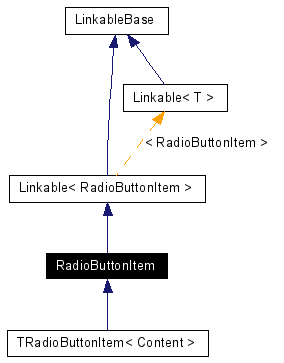 LinkableBase
Linkable< T >
< RadioButtonItem >
Linkable< RadioButtonItem >
RadioButtonItem
TRadioButtonItem< Content >